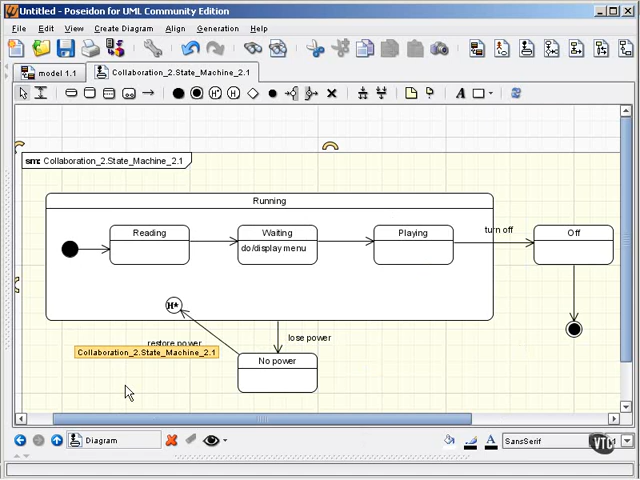 Untitled - Poseidon for UML Community Edition
File Edit View Create Diagram Align Generation Help
model 1.1
Collaboration_2.State_Machine_2.1
H*
H
A
sm: Collaboration_2.State_Machine_2.1
Running
Reading
Waiting
Playing
turn off
Off
do/display menu
H*
lose power
restore power
Collaboration_2.State_Machine_2.1
No power
Diagram
A
SansSerif
VTC